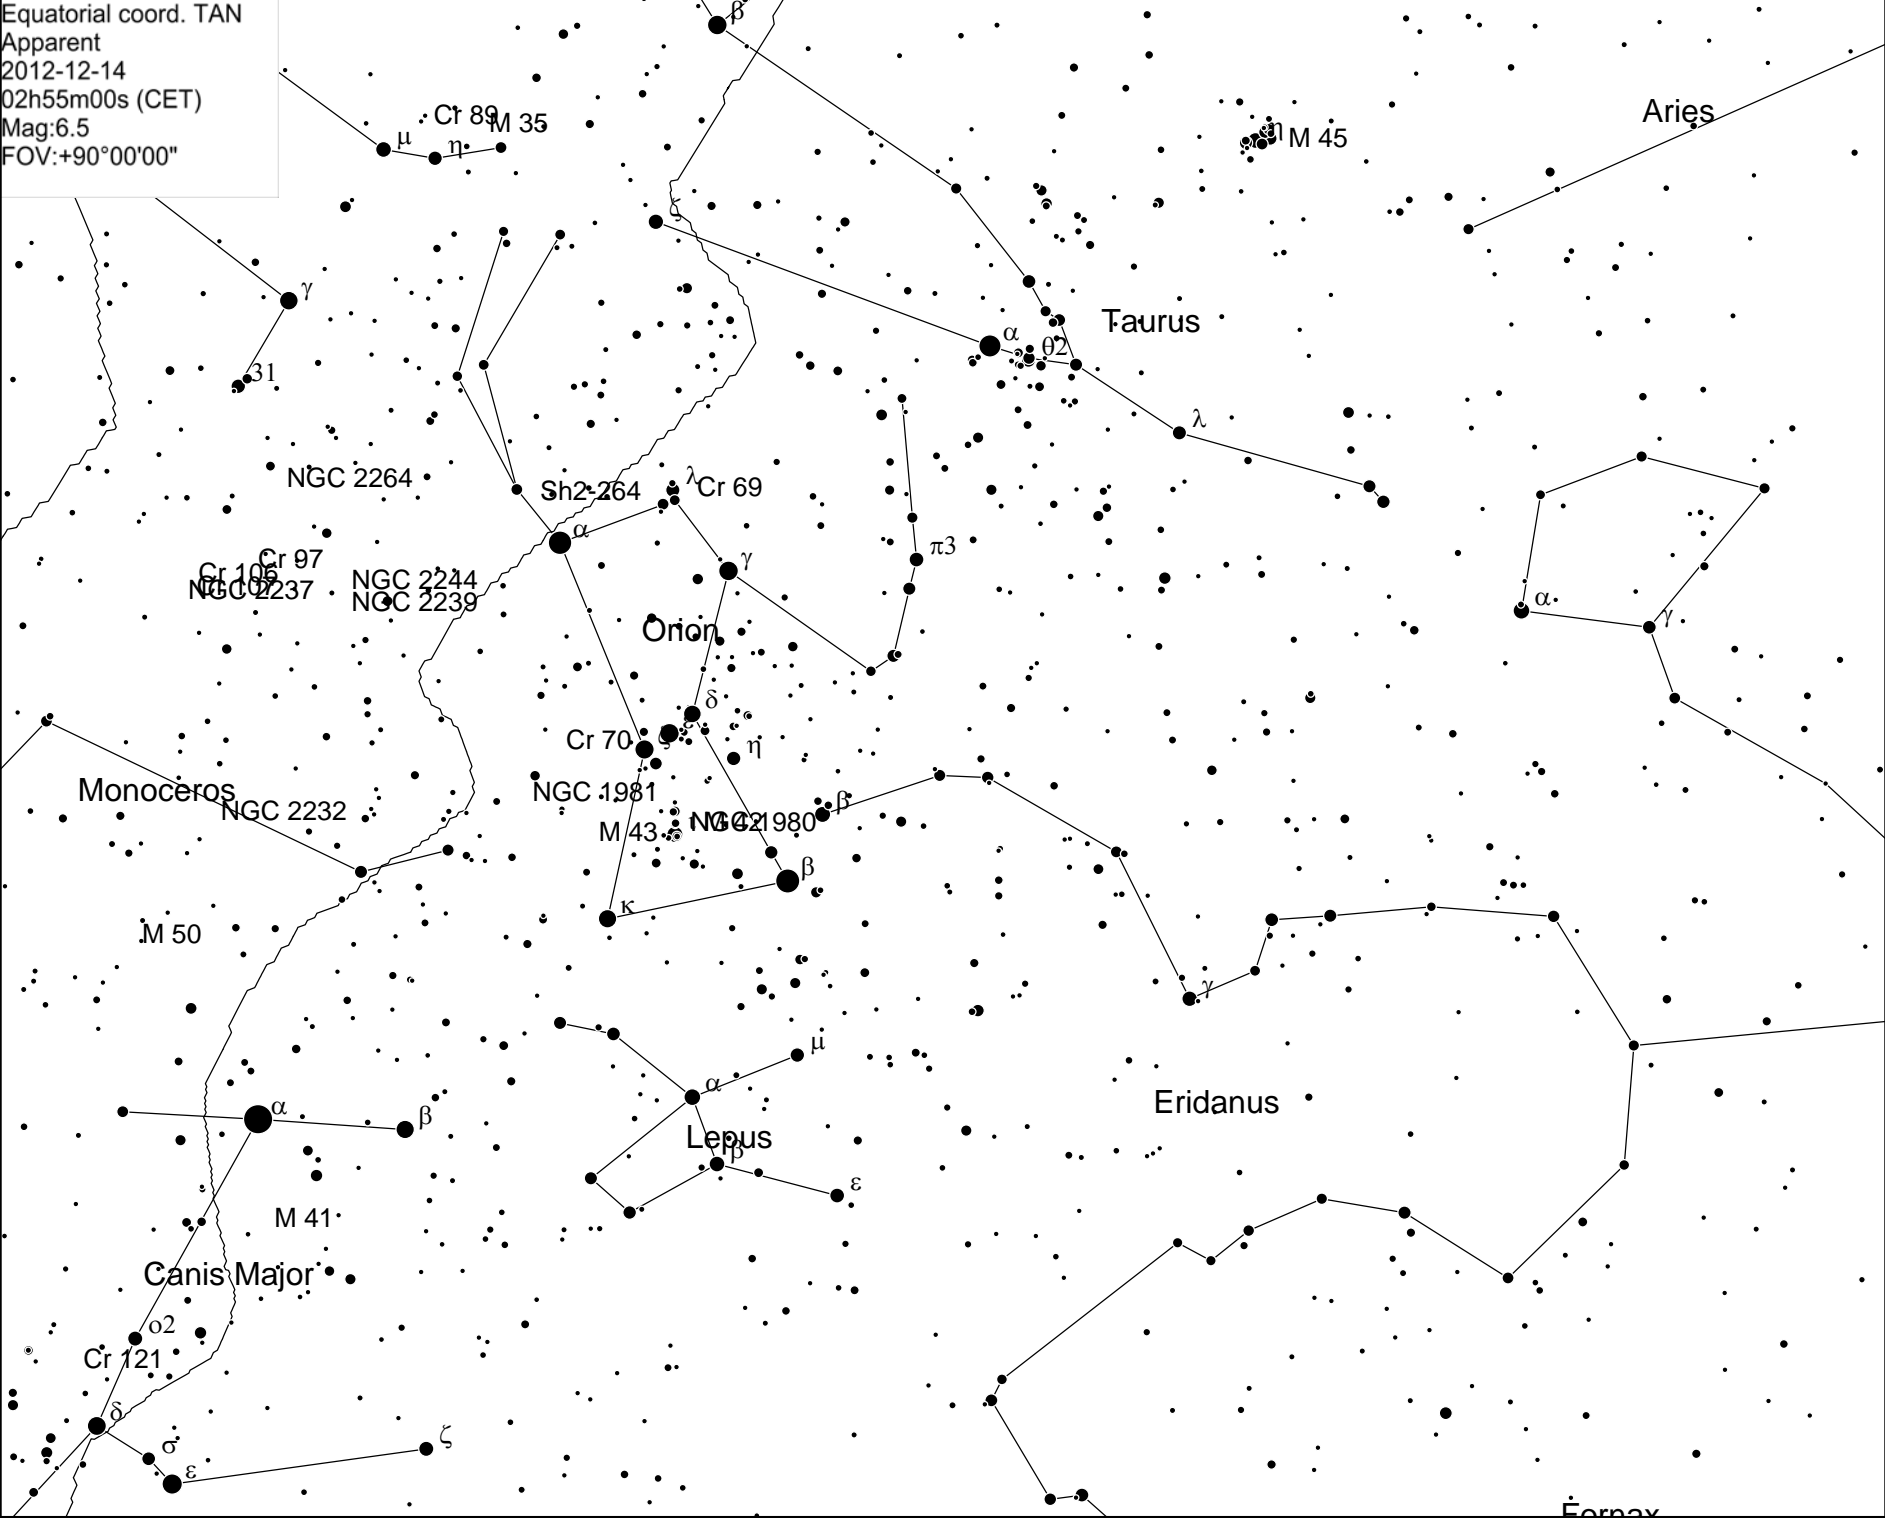 Equatorial coord. TAN
Apparent
2012-12-14
02h55m00s (CET)
Mag:6.5
FOV:+90°00'00"
β
Cr 89
M 35
μ
η
η
M 45
Aries
ζ
γ
Taurus
α
θ2
31
λ
NGC 2264
Sh2-264
λ
Cr 69
α
π3
γ
Cr 97
Cr 106
Cr 107
NGC 2237
NGC 2244
NGC 2239
α
γ
Orion
δ
ε
Cr 70
ζ
η
Monoceros
NGC 2232
NGC 1981
β
M 43
M 42
NGC 1980
β
κ
M 50
γ
μ
α
α
β
Eridanus
Lepus
β
ε
M 41
Canis Major
ο2
Cr 121
δ
σ
ζ
ε
Fornax